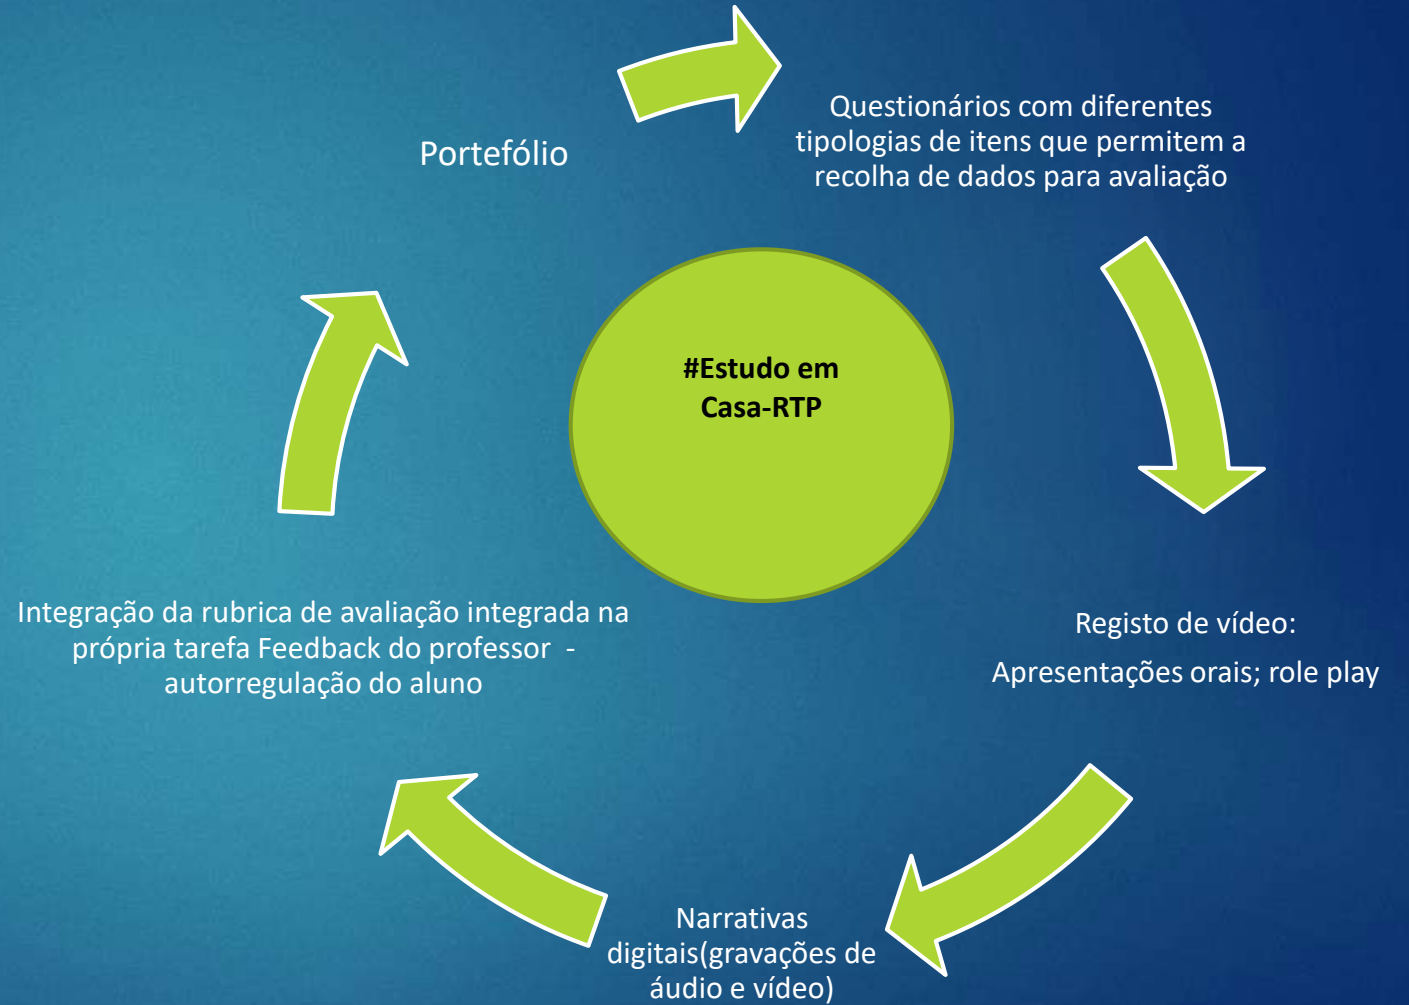 Portefólio
Questionários com diferentes
tipologias de itens que permitem a
recolha de dados para avaliação
#Estudo em
Casa-RTP
Registo de vídeo:
Apresentações orais; role play
Narrativas
digitais(gravações de
áudio e vídeo)
Integração da rubrica de avaliação integrada na
própria tarefa Feedback do professor -
autorregulação do aluno